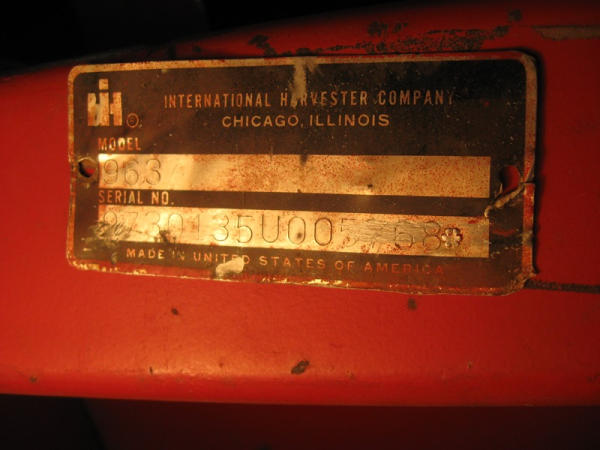 IH ®
INTERNATIONAL HARVESTER COMPANY
CHICAGO, ILLINOIS
MODEL
963
SERIAL NO.
MADE IN UNITED STATES OF AMERICA